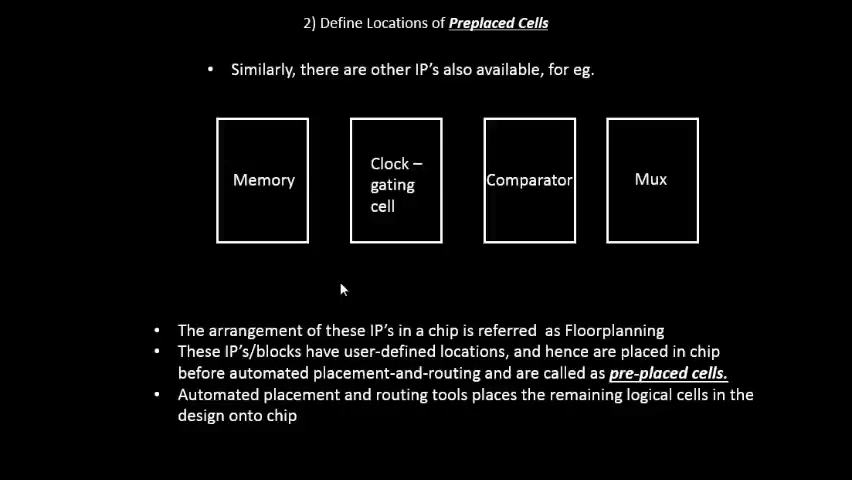 2) Define Locations of Preplaced Cells
• Similarly, there are other IP's also available, for eg.
Memory
Clock –
gating
cell
Comparator
Mux
• The arrangement of these IP's in a chip is referred as Floorplanning
• These IP's/blocks have user-defined locations, and hence are placed in chip
before automated placement-and-routing and are called as pre-placed cells.
• Automated placement and routing tools places the remaining logical cells in the
design onto chip